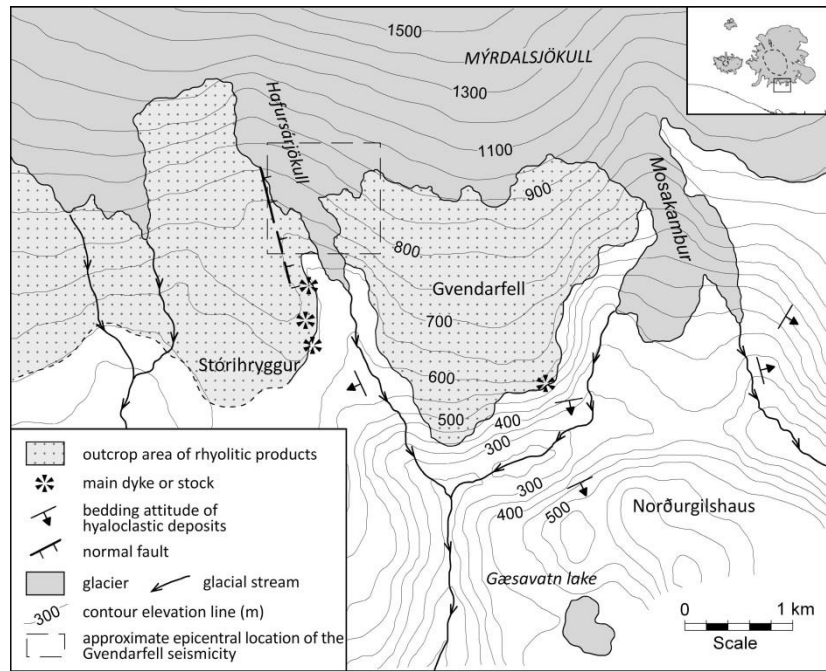 1500
MÝRDALSJÖKULL
1300
Hafursárjökull
1100
900
Mosakambur
800
Gvendarfell
700
Stórihryggur
600
500
400
300
300
400
500
Norðurgilshaus
Gæsavatn lake
outcrop area of rhyolitic products
main dyke or stock
bedding attitude of
hyaloclastic deposits
normal fault
glacier
glacial stream
300
contour elevation line (m)
approximate epicentral location of the
Gvendarfell seismicity
0
1 km
Scale